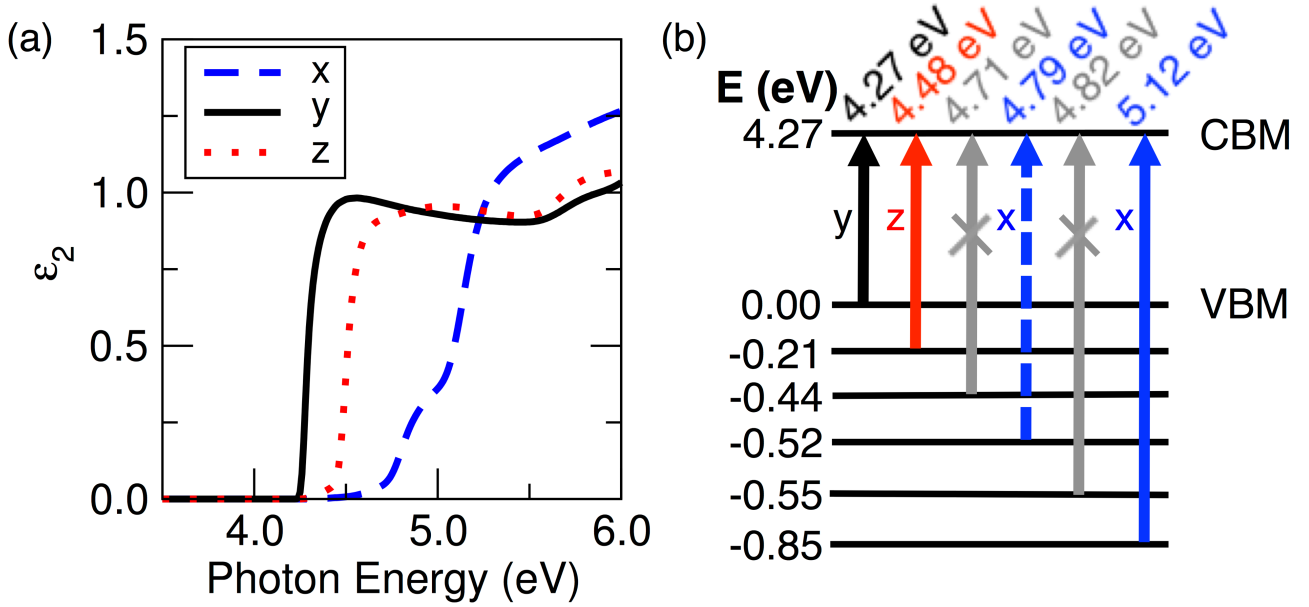 (a)
1.5
1.0
0.5
0.0
ε2
x
y
z
4.0 5.0 6.0
Photon Energy (eV)
(b)
4.27 eV
4.48 eV
4.71 eV
4.79 eV
4.82 eV
5.12 eV
E (eV)
4.27 CBM
y z x x
0.00 VBM
-0.21
-0.44
-0.52
-0.55
-0.85